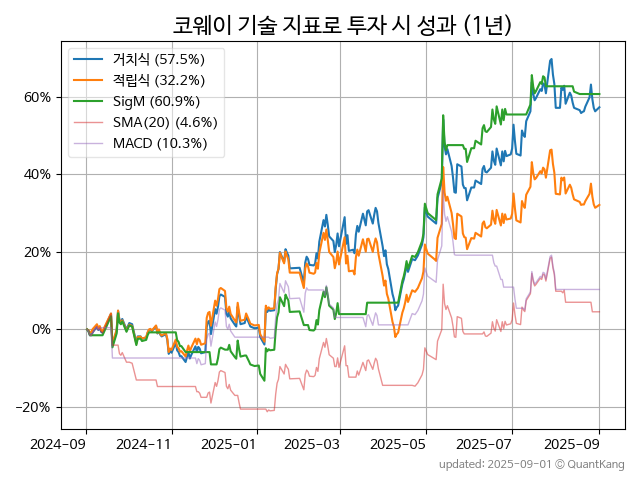 코웨이 기술 지표로 투자 시 성과 (1년)
거치식 (57.5%)
적립식 (32.2%)
SigM (60.9%)
SMA(20) (4.6%)
MACD (10.3%)
60%
40%
20%
0%
−20%
2024-09 2024-11 2025-01 2025-03 2025-05 2025-07 2025-09
updated: 2025-09-01 © QuantKang